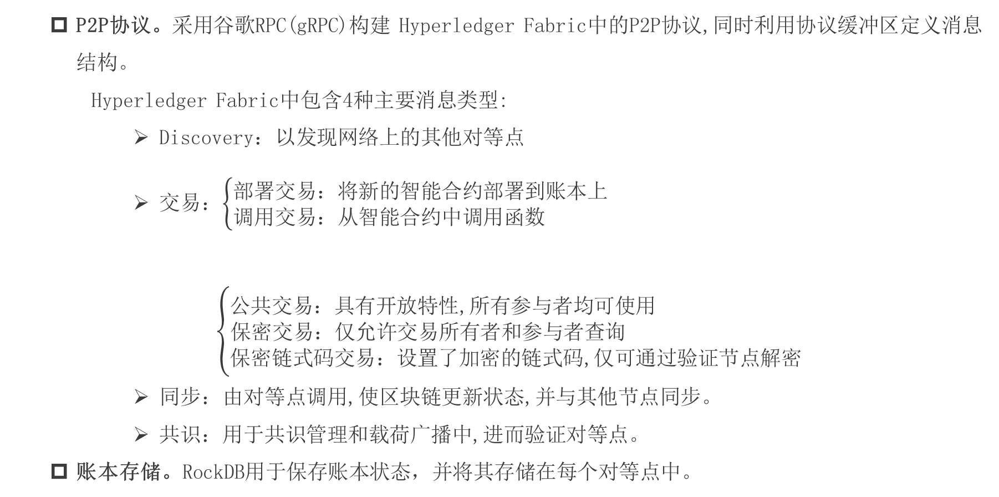 P2P协议。采用谷歌RPC(gRPC)构建 Hyperledger Fabric中的P2P协议,同时利用协议缓冲区定义消息
结构。
Hyperledger Fabric中包含4种主要消息类型:
Discovery：以发现网络上的其他对等点
交易：
部署交易：将新的智能合约部署到账本上
调用交易：从智能合约中调用函数
公共交易：具有开放特性,所有参与者均可使用
保密交易：仅允许交易所有者和参与者查询
保密链式码交易：设置了加密的链式码,仅可通过验证节点解密
同步：由对等点调用,使区块链更新状态,并与其他节点同步。
共识：用于共识管理和载荷广播中,进而验证对等点。
账本存储。RockDB用于保存账本状态，并将其存储在每个对等点中。